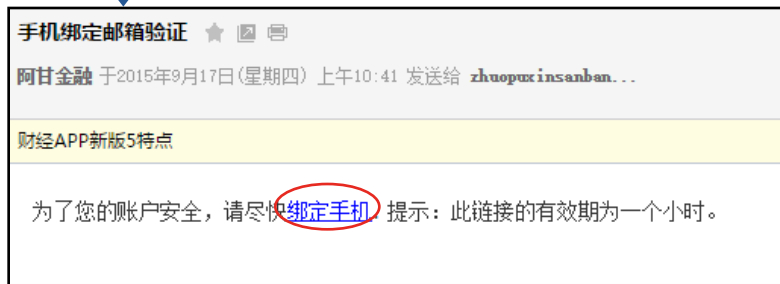 手机绑定邮箱验证
阿甘金融 于2015年9月17日(星期四) 上午10:41 发送给 zhuopuxinsanban...
财经APP新版5特点
为了您的账户安全，请尽快绑定手机，提示：此链接的有效期为一个小时。